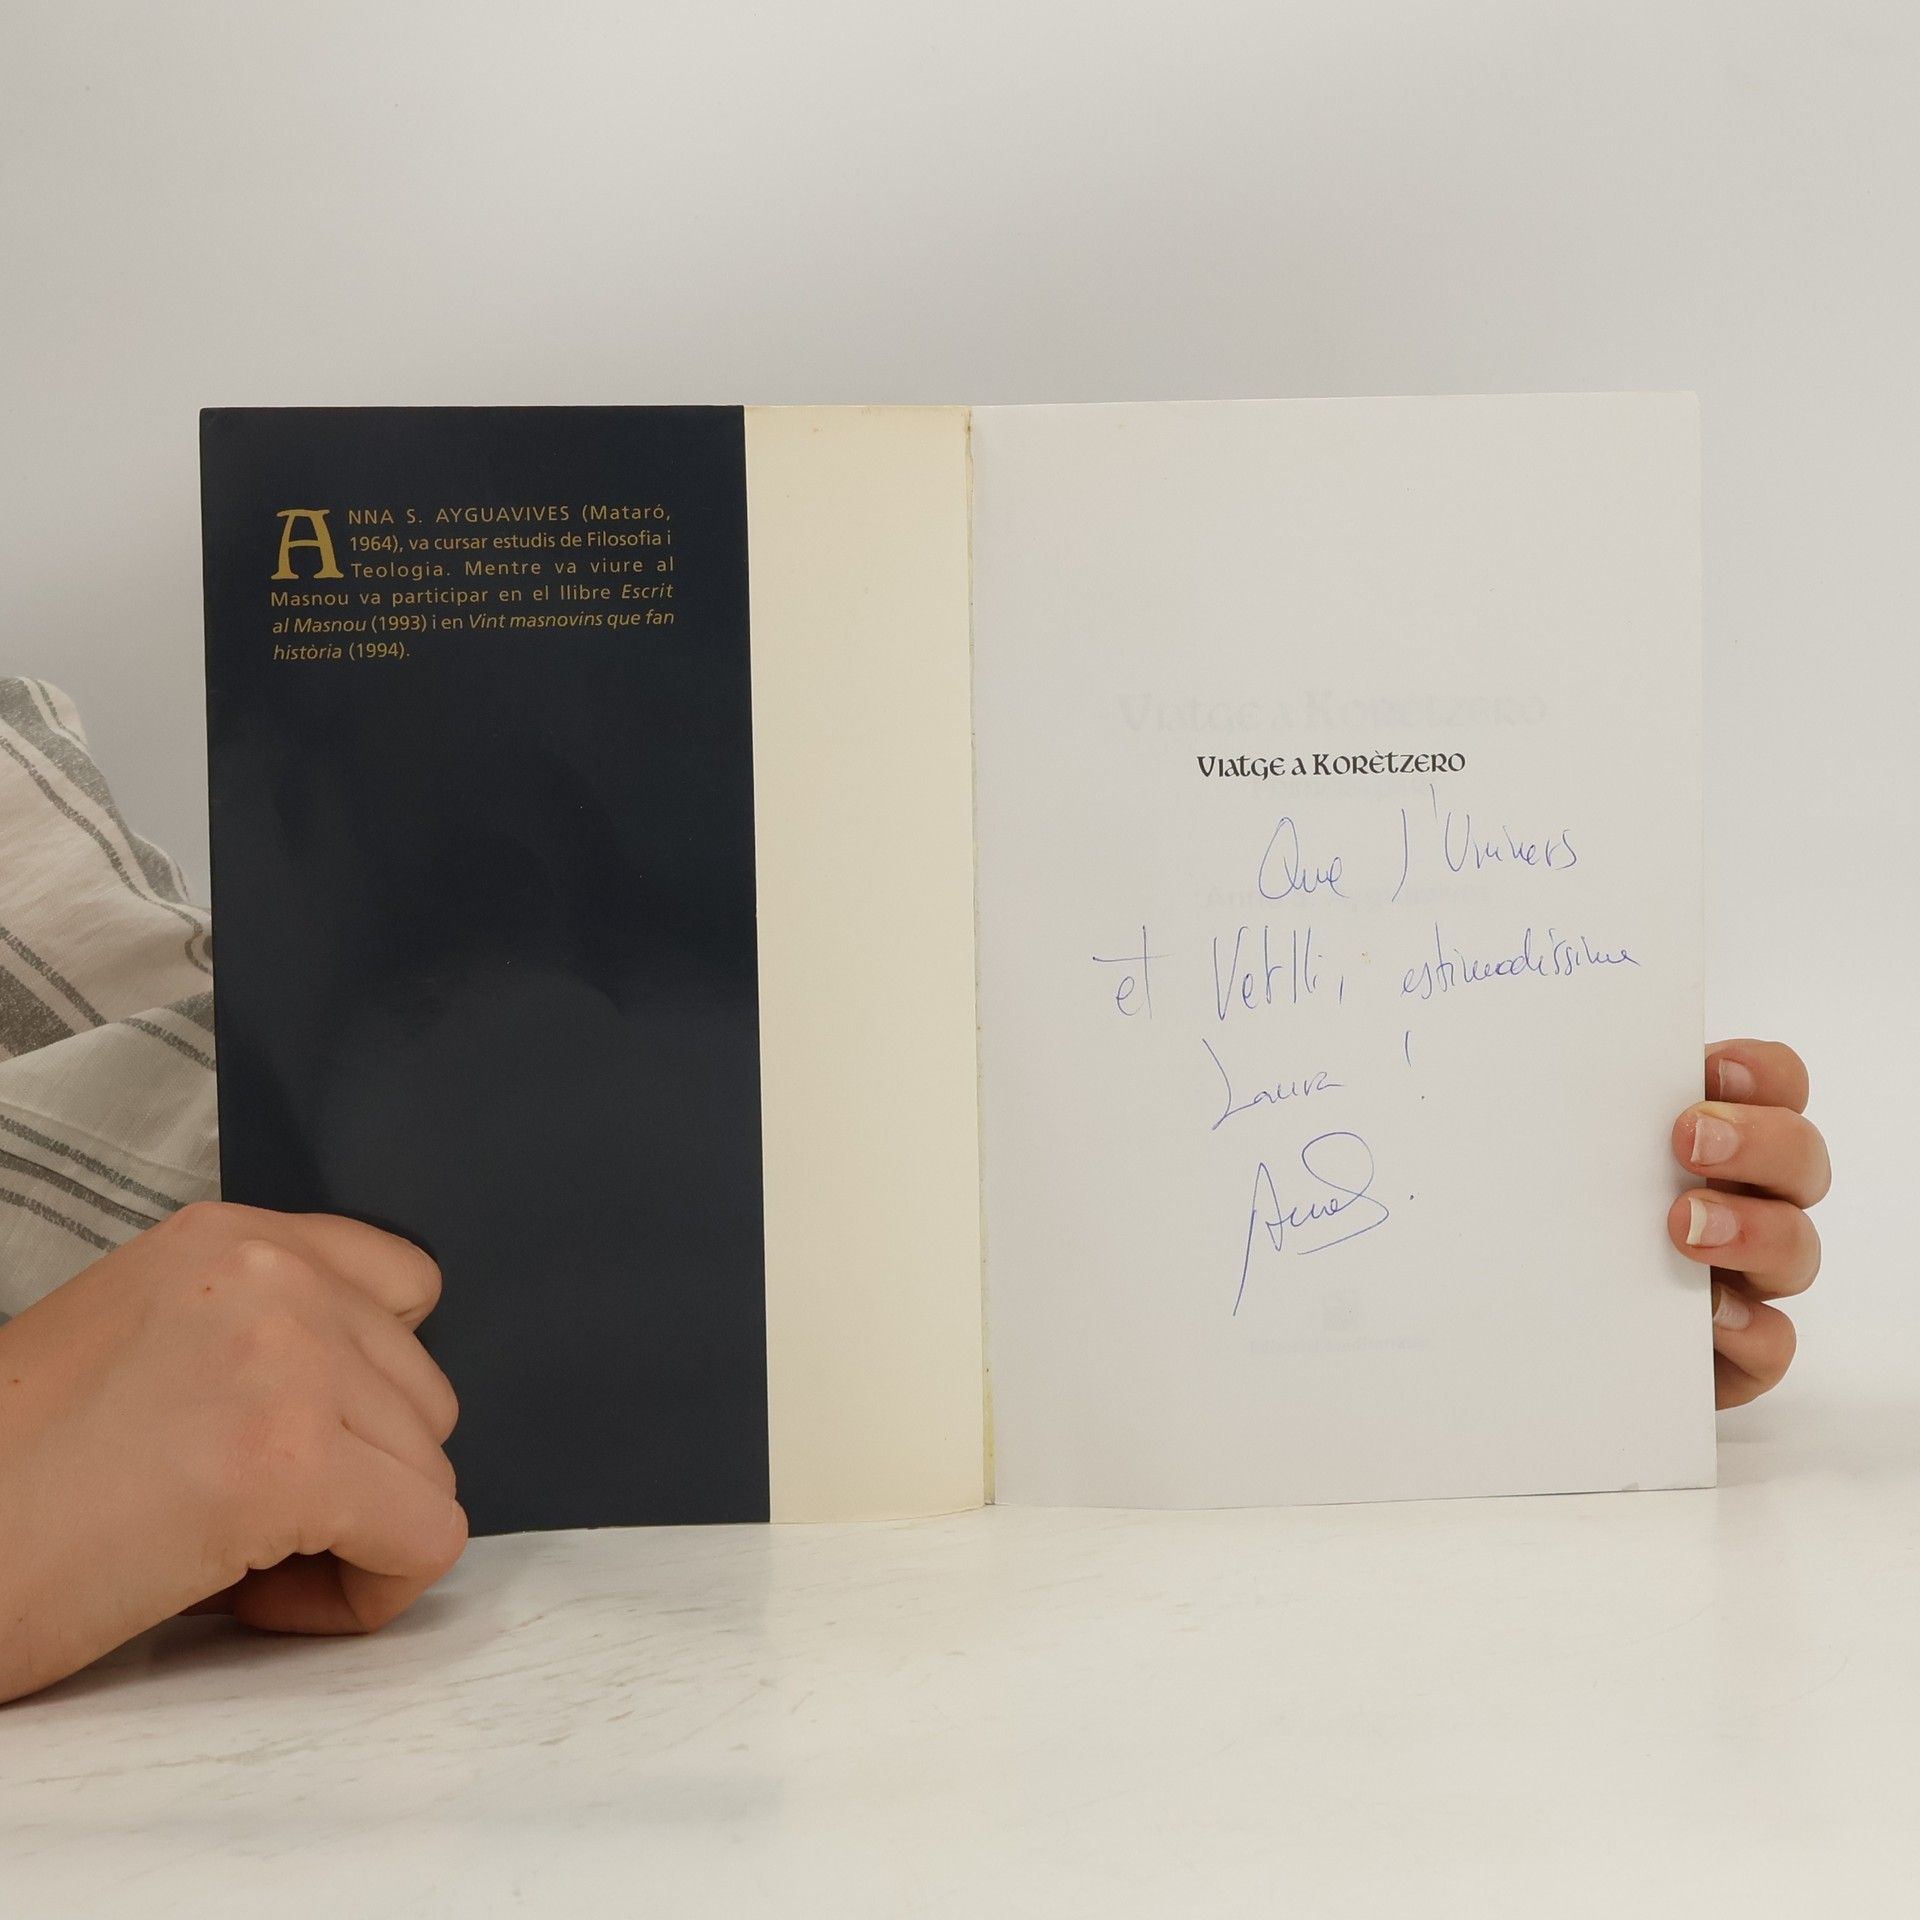 ANNA S. AYGUAVIVES (Mataró,
1964), va cursar estudis de Filosofia i
Teologia. Mentre va viure al
Masnou va participar en el llibre Escrit
al Masnou (1993) i en Vint masnovins que fan
història (1994).
VIATGE A KORÈTZERO
Que l'Univers
et Vetlli, estimadíssima
Laura !